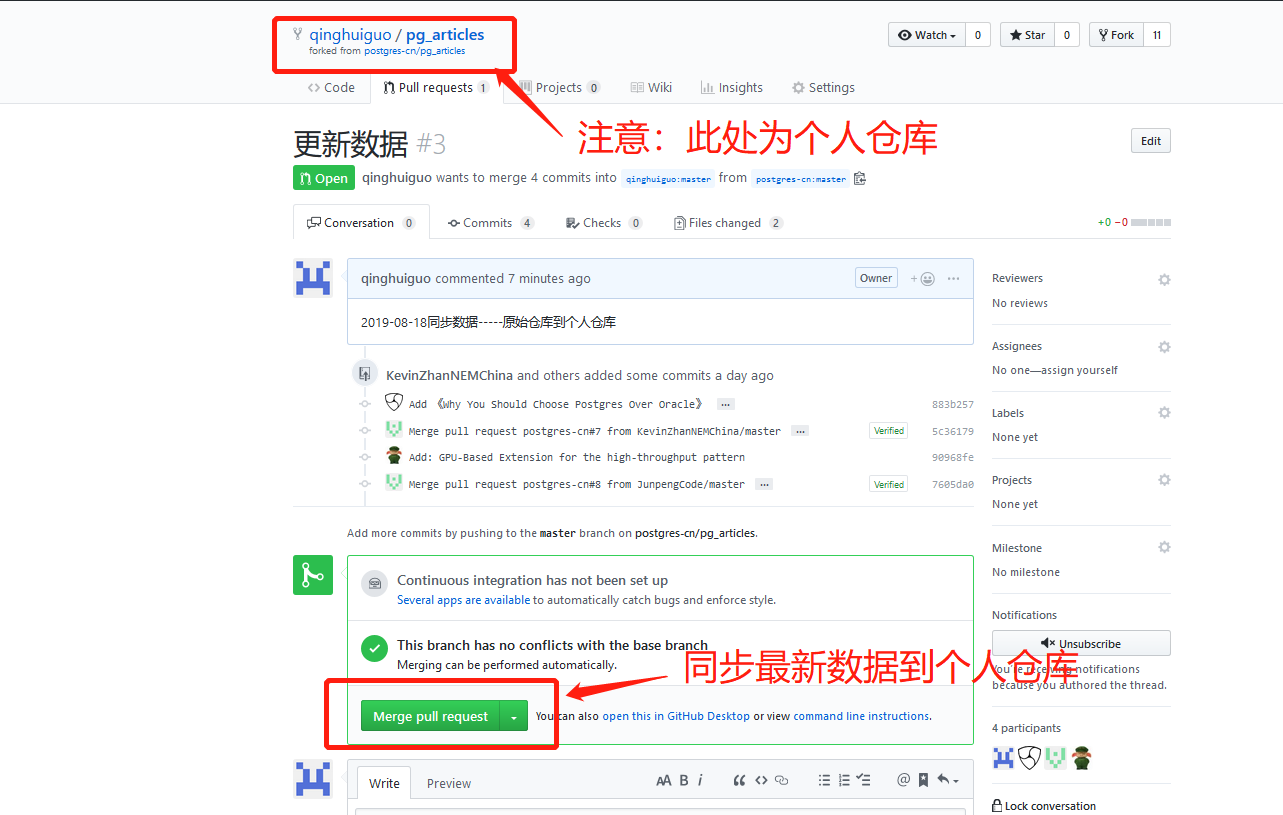 qinghuiguo / pg_articles
forked from postgres-cn/pg_articles
Watch 0 Star 0 Fork 11
Code Pull requests 1 Projects 0 Wiki Insights Settings
注意：此处为个人仓库
更新数据 #3
Edit
Open qinghuiguo wants to merge 4 commits into qinghuiguo:master from postgres-cn:master
Conversation 0 Commits 4 Checks 0 Files changed 2 +0 −0
qinghuiguo commented 7 minutes ago Owner + ...
2019-08-18同步数据-----原始仓库到个人仓库
KevinZhanNEMChina and others added some commits a day ago
Add 《Why You Should Choose Postgres Over Oracle》 ... 883b257
Merge pull request postgres-cn#7 from KevinZhanNEMChina/master ... Verified 5c36179
Add: GPU-Based Extension for the high-throughput pattern 90968fe
Merge pull request postgres-cn#8 from JunpengCode/master ... Verified 7605da0
Add more commits by pushing to the master branch on postgres-cn/pg_articles.
Continuous integration has not been set up
Several apps are available to automatically catch bugs and enforce style.
This branch has no conflicts with the base branch
Merging can be performed automatically.
同步最新数据到个人仓库
Merge pull request You can also open this in GitHub Desktop or view command line instructions.
Write Preview AA B i “ <> @
Reviewers
No reviews
Assignees
No one—assign yourself
Labels
None yet
Projects
None yet
Milestone
No milestone
Notifications
Unsubscribe
You're receiving notifications
because you authored the thread.
4 participants
Lock conversation